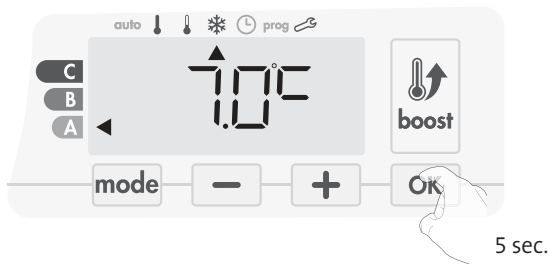 auto prog
C
7.0°C
B
A
boost
mode − + OK
5 sec.